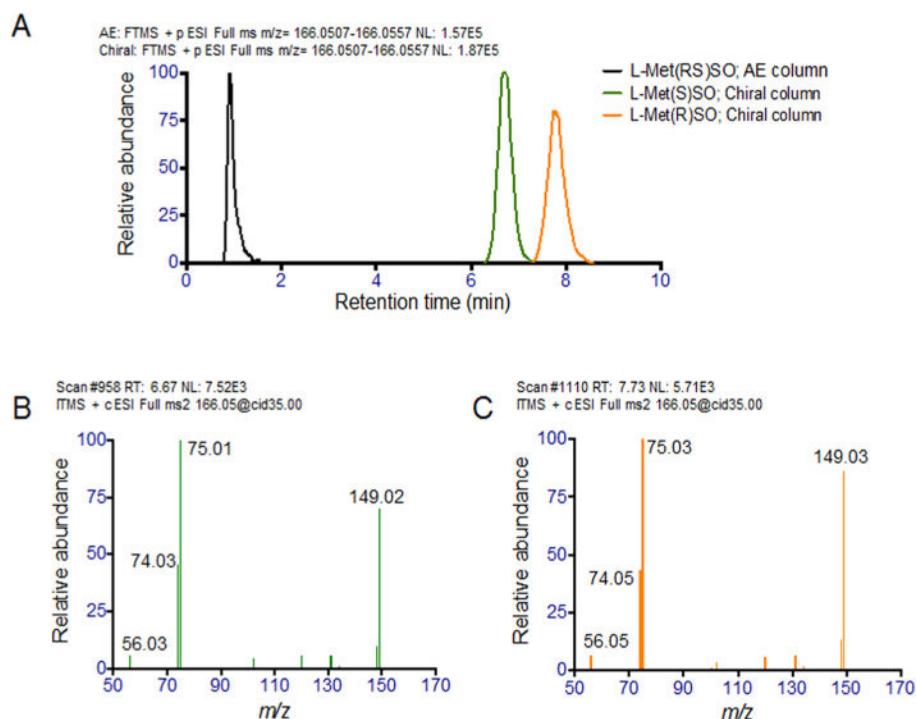 A
AE: FTMS + p ESI Full ms m/z= 166.0507-166.0557 NL: 1.57E5
Chiral: FTMS + p ESI Full ms m/z= 166.0507-166.0557 NL: 1.87E5
L-Met(RS)SO; AE column
L-Met(S)SO; Chiral column
L-Met(R)SO; Chiral column
Relative abundance
100
75
50
25
0
0 2 4 6 8 10
Retention time (min)
B
Scan #958 RT: 6.67 NL: 7.52E3
ITMS + c ESI Full ms2 166.05@cid35.00
Relative abundance
100
75
50
25
0
75.01
149.02
74.03
56.03
50 70 90 110 130 150 170
m/z
C
Scan #1110 RT: 7.73 NL: 5.71E3
ITMS + c ESI Full ms2 166.05@cid35.00
Relative abundance
100
75
50
25
0
75.03
149.03
74.05
56.05
50 70 90 110 130 150 170
m/z